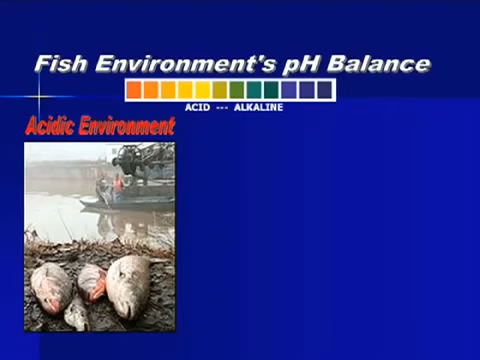 Fish Environment's pH Balance
ACID --- ALKALINE
Acidic Environment